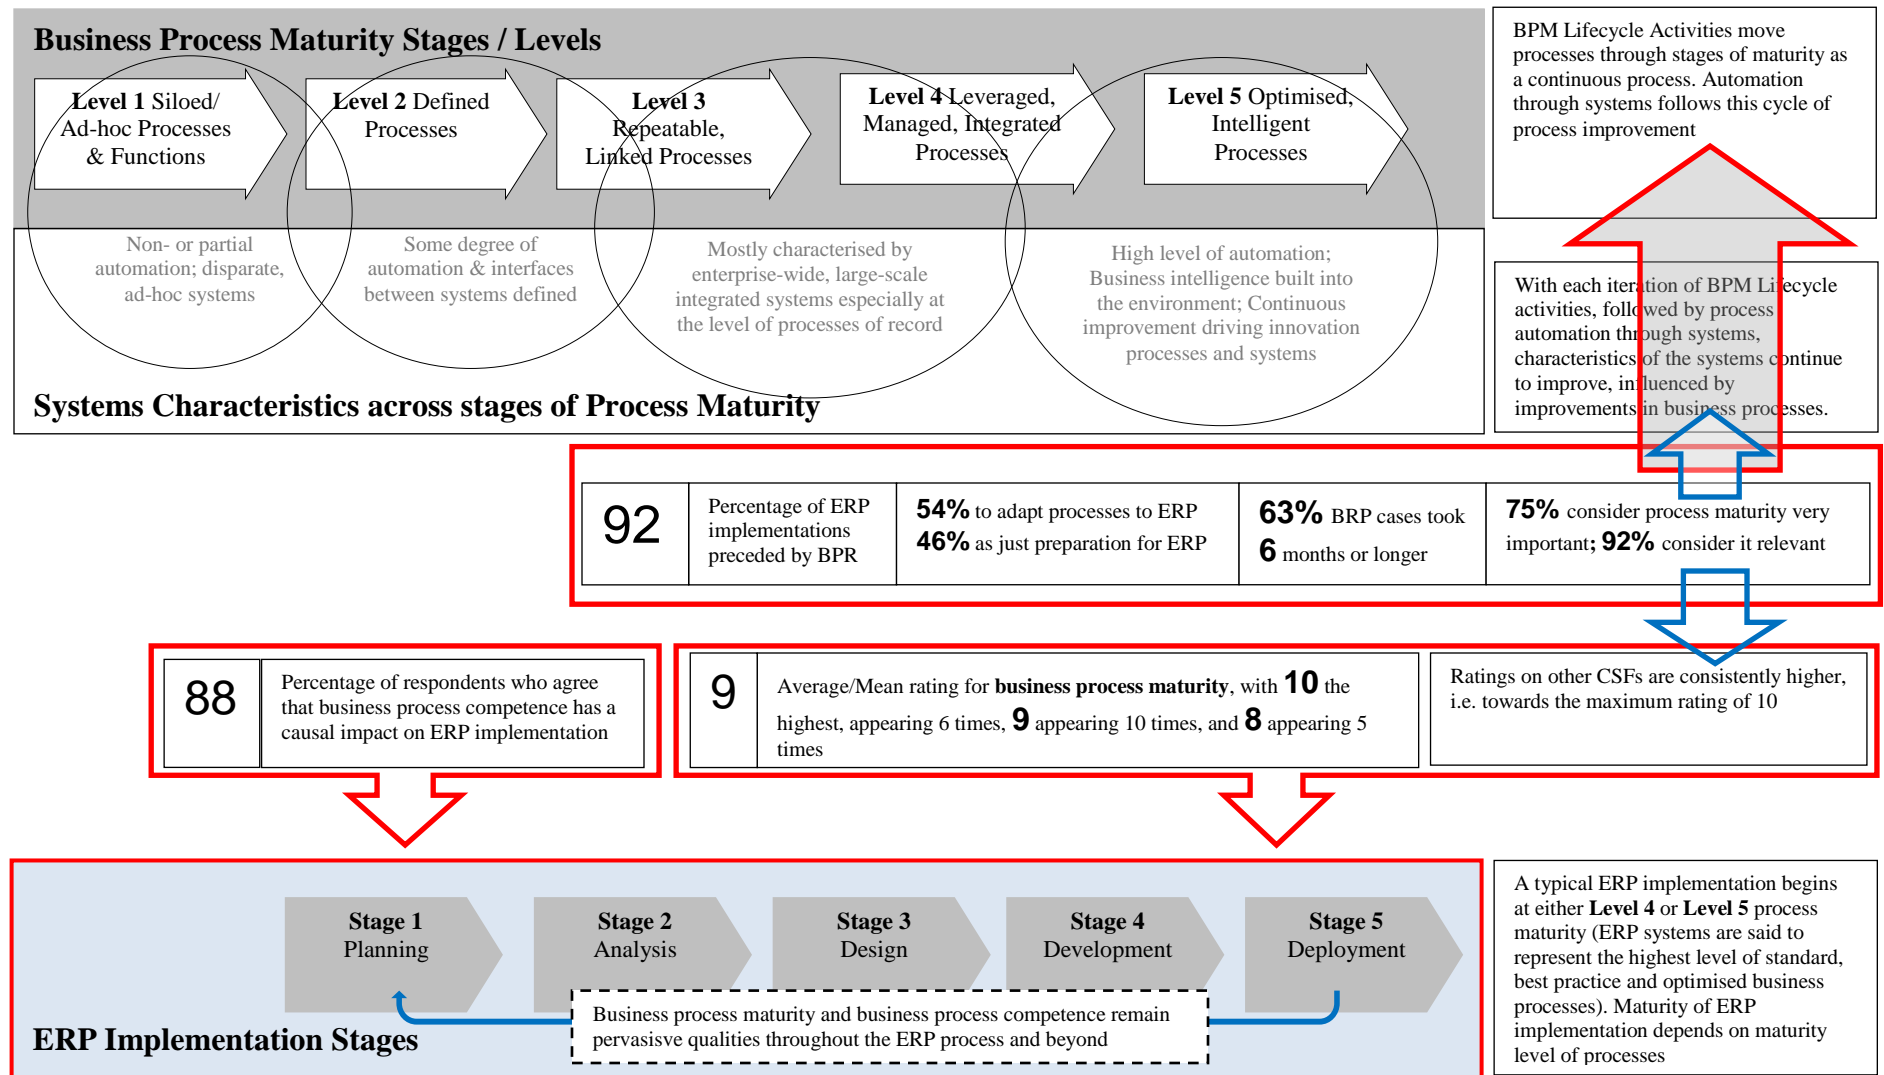 Business Process Maturity Stages / Levels
Level 1 Siloed/
Ad-hoc Processes
& Functions
Level 2 Defined
Processes
Level 3
Repeatable,
Linked Processes
Level 4 Leveraged,
Managed, Integrated
Processes
Level 5 Optimised,
Intelligent
Processes
Non- or partial
automation; disparate,
ad-hoc systems
Some degree of
automation & interfaces
between systems defined
Mostly characterised by
enterprise-wide, large-scale
integrated systems especially at
the level of processes of record
High level of automation;
Business intelligence built into
the environment; Continuous
improvement driving innovation
processes and systems
Systems Characteristics across stages of Process Maturity
BPM Lifecycle Activities move
processes through stages of maturity as
a continuous process. Automation
through systems follows this cycle of
process improvement
With each iteration of BPM Lifecycle
activities, followed by process
automation through systems,
characteristics of the systems continue
to improve, influenced by
improvements in business processes.
92
Percentage of ERP
implementations
preceded by BPR
54% to adapt processes to ERP
46% as just preparation for ERP
63% BRP cases took
6 months or longer
75% consider process maturity very
important; 92% consider it relevant
88
Percentage of respondents who agree
that business process competence has a
causal impact on ERP implementation
9
Average/Mean rating for business process maturity, with 10 the
highest, appearing 6 times, 9 appearing 10 times, and 8 appearing 5
times
Ratings on other CSFs are consistently higher,
i.e. towards the maximum rating of 10
Stage 1
Planning
Stage 2
Analysis
Stage 3
Design
Stage 4
Development
Stage 5
Deployment
Business process maturity and business process competence remain
pervasisve qualities throughout the ERP process and beyond
ERP Implementation Stages
A typical ERP implementation begins
at either Level 4 or Level 5 process
maturity (ERP systems are said to
represent the highest level of standard,
best practice and optimised business
processes). Maturity of ERP
implementation depends on maturity
level of processes